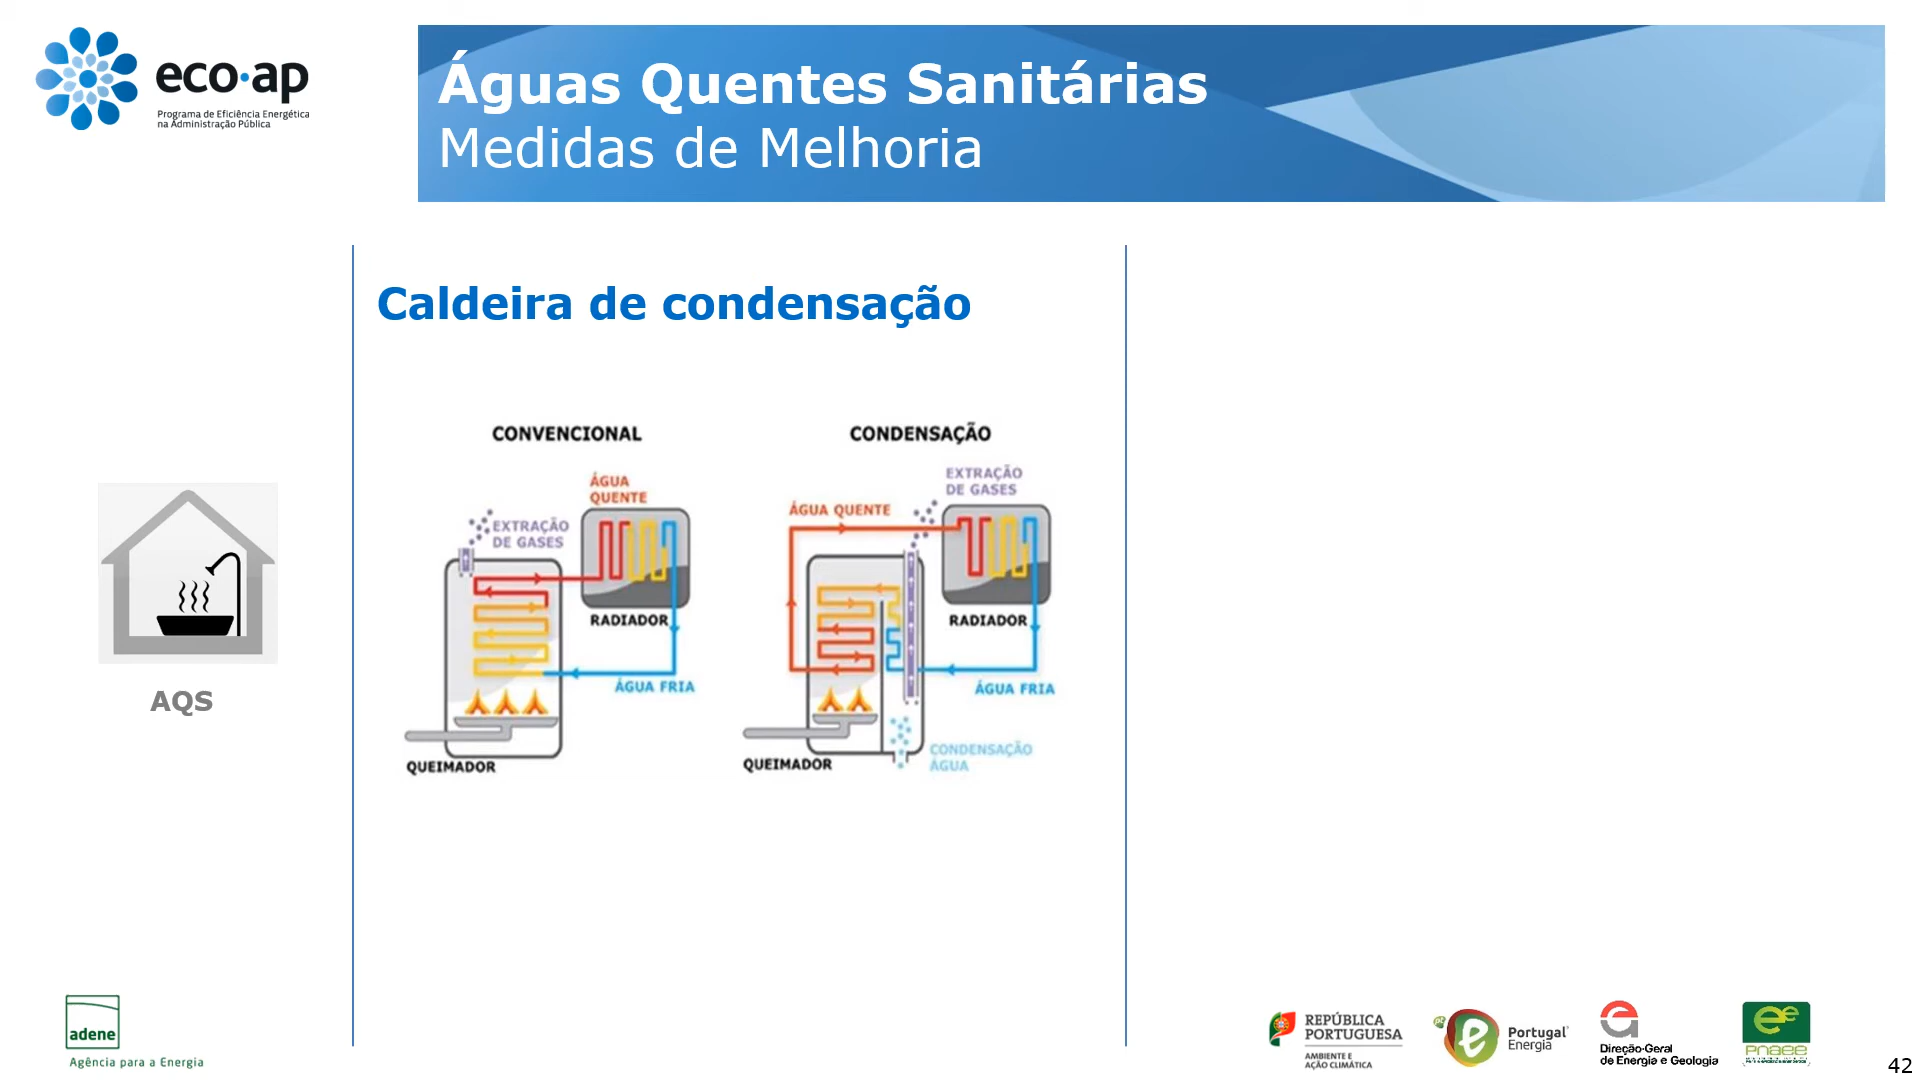 eco·ap
Programa de Eficiência Energética
na Administração Pública
Águas Quentes Sanitárias
Medidas de Melhoria
Caldeira de condensação
CONVENCIONAL
ÁGUA
QUENTE
EXTRAÇÃO
DE GASES
RADIADOR
ÁGUA FRIA
QUEIMADOR
CONDENSAÇÃO
EXTRAÇÃO
DE GASES
ÁGUA QUENTE
RADIADOR
ÁGUA FRIA
CONDENSAÇÃO
ÁGUA
QUEIMADOR
AQS
adene
Agência para a Energia
REPÚBLICA
PORTUGUESA
AMBIENTE E
AÇÃO CLIMÁTICA
Portugal
Energia
Direção-Geral
de Energia e Geologia
pnaee
42